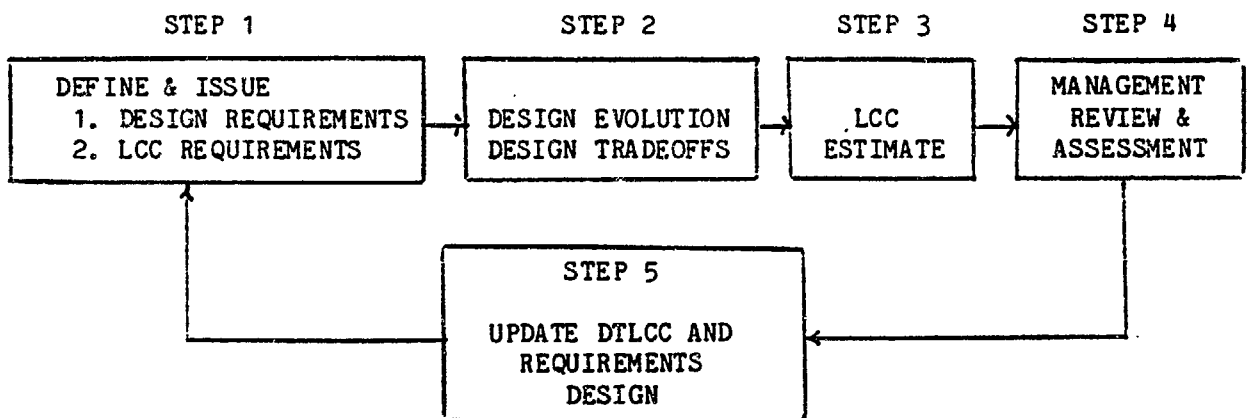 STEP 1
DEFINE & ISSUE
1. DESIGN REQUIREMENTS
2. LCC REQUIREMENTS
STEP 2
DESIGN EVOLUTION
DESIGN TRADEOFFS
STEP 3
LCC
ESTIMATE
STEP 4
MANAGEMENT
REVIEW &
ASSESSMENT
STEP 5
UPDATE DTLCC AND
REQUIREMENTS
DESIGN